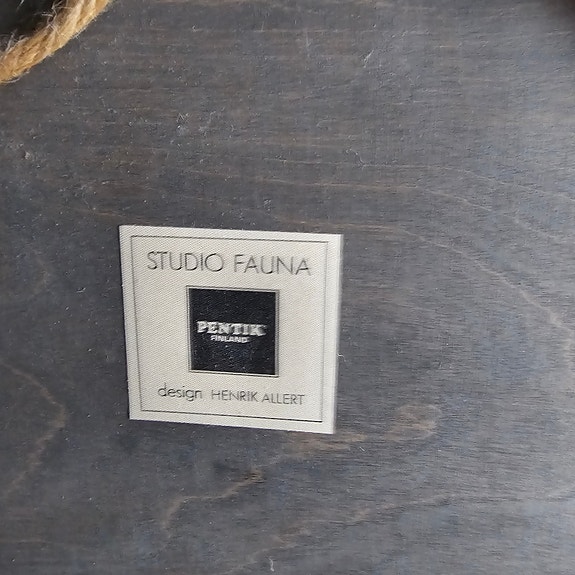 STUDIO FAUNA
PENTIK
FINLAND
design HENRIK ALLERT